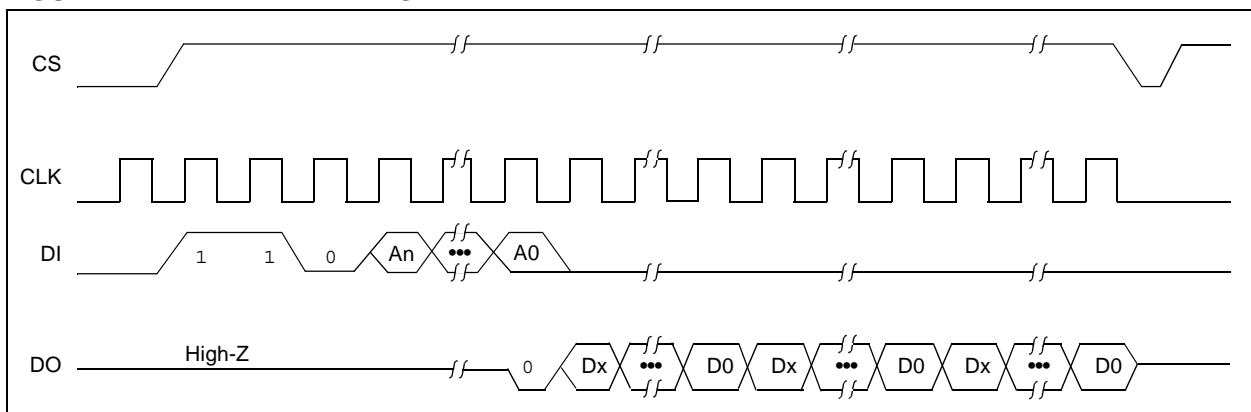 CS
CLK
DI 1 1 0 An ••• A0
High-Z
DO 0 Dx ••• D0 Dx ••• D0 Dx ••• D0